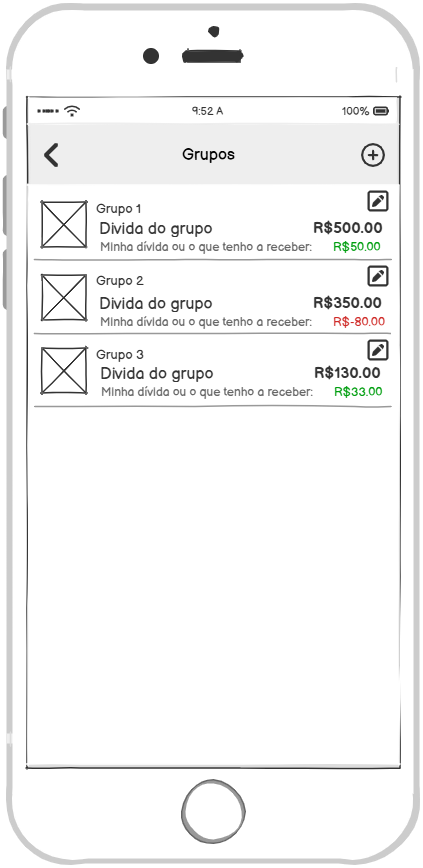 9:52 A 100%
Grupos
Grupo 1
Divida do grupo R$500.00
Minha dívida ou o que tenho a receber: R$50.00
Grupo 2
Divida do grupo R$350.00
Minha dívida ou o que tenho a receber: R$-80.00
Grupo 3
Divida do grupo R$130.00
Minha dívida ou o que tenho a receber: R$33.00